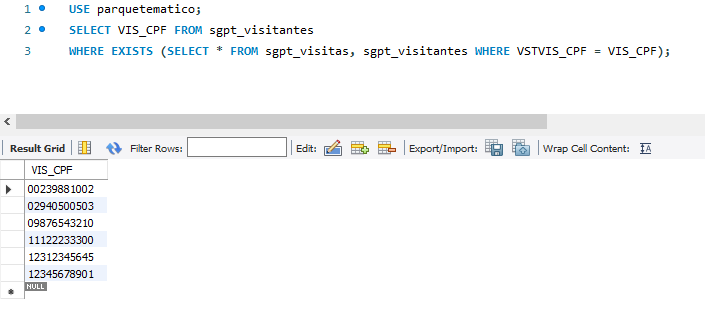 1 USE parquetematico;
2 SELECT VIS_CPF FROM sgpt_visitantes
3 WHERE EXISTS (SELECT * FROM sgpt_visitas, sgpt_visitantes WHERE VSTVIS_CPF = VIS_CPF);
Result Grid Filter Rows: Edit: Export/Import: Wrap Cell Content: IA
VIS_CPF
00239881002
02940500503
09876543210
11122233300
12312345645
12345678901
NULL